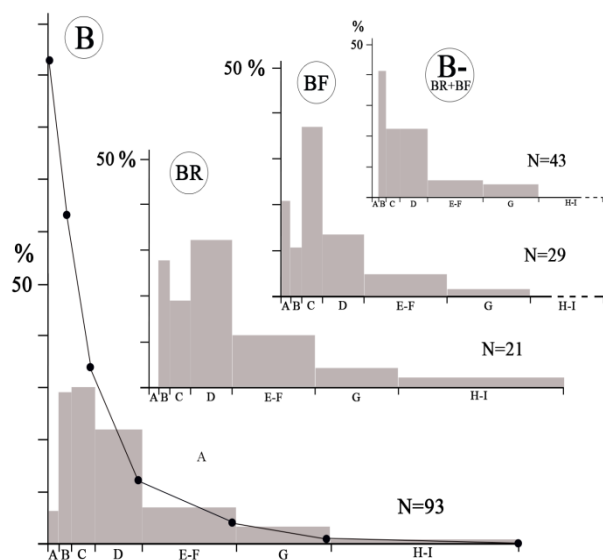 B
%
50
A B C D E-F G H-I
A
N=93
BR
50 %
A B C D E-F G H-I
N=21
BF
50 %
A B C D E-F G H-I
N=29
B-
BR+BF
50 %
A B C D E-F G H-I
N=43